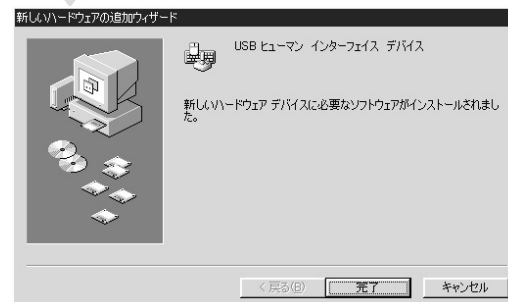 新しいハードウェアの追加ウィザード
USB ヒューマン インターフェイス デバイス
新しいハードウェア デバイスに必要なソフトウェアがインストールされまし
た。
< 戻る(B)
完了
キャンセル